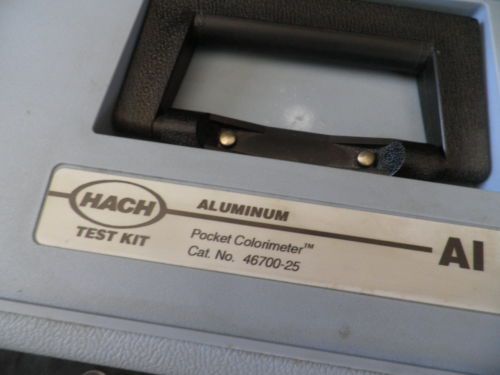 HACH
TEST KIT
ALUMINUM
Pocket Colorimeter™
Cat. No. 46700-25
Al